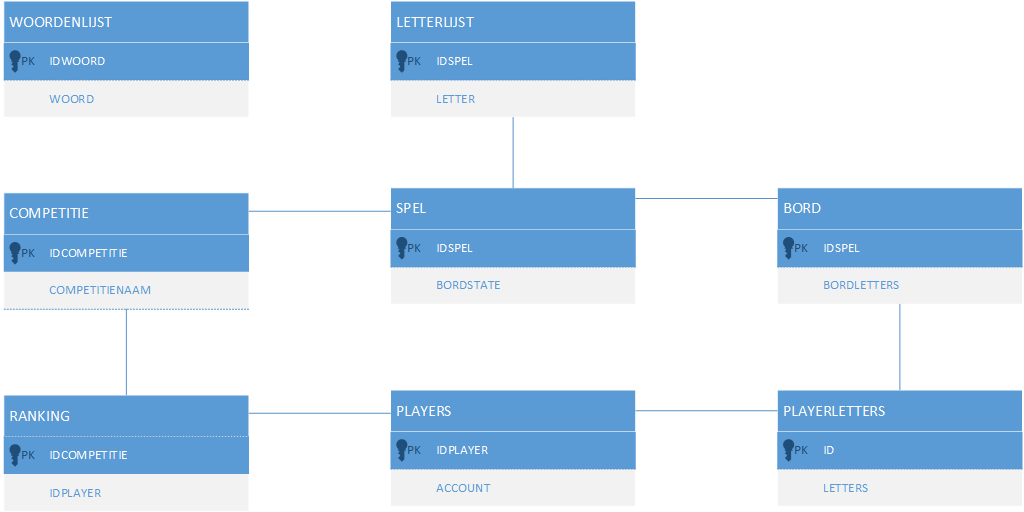 WOORDENLIJST
PK IDWOORD
WOORD
LETTERLIJST
PK IDSPEL
LETTER
COMPETITIE
PK IDCOMPETITIE
COMPETITIENAAM
SPEL
PK IDSPEL
BORDSTATE
BORD
PK IDSPEL
BORDLETTERS
RANKING
PK IDCOMPETITIE
IDPLAYER
PLAYERS
PK IDPLAYER
ACCOUNT
PLAYERLETTERS
PK ID
LETTERS